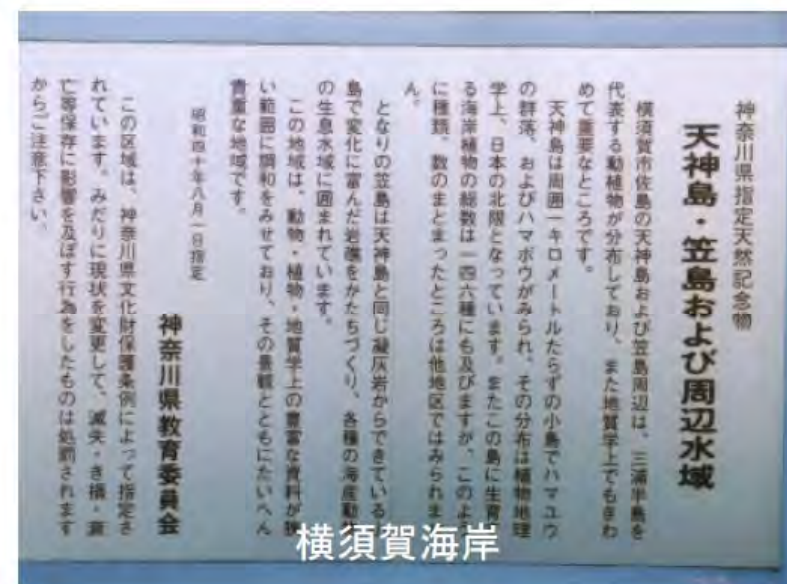 神奈川県指定天然記念物
天神島・笠島および周辺水域
横須賀市佐島の天神島および笠島周辺は、三浦半島を
代表する動植物が分布しており、また地質学上でもきわ
めて重要なところです。
天神島は周囲一キロメートルたらずの小島でハマユウ
の群落、およびハマボウがみられ、その分布は植物地理
学上、日本の北限となっています。またこの島に生育
る海岸植物の総数は一四六種にも及びますが、このよ
に種類、数のまとまったところは他地区ではみられま
ん。
となりの笠島は天神島と同じ凝灰岩からできている
島で変化に富んだ岩礁をかたちづくり、各種の海産動
の生息水域に囲まれています。
この地域は、動物・植物・地質学上の豊富な資料が狭
い範囲に調和をみせており、その景観とともにたいへん
貴重な地域です。
昭和四十年八月一日指定
神奈川県教育委員会
この区域は、神奈川県文化財保護条例によって指定さ
れています。みだりに現状を変更して、滅失・き損・衰
亡等保存に影響を及ぼす行為をしたものは処罰されます
からご注意下さい。
横須賀海岸